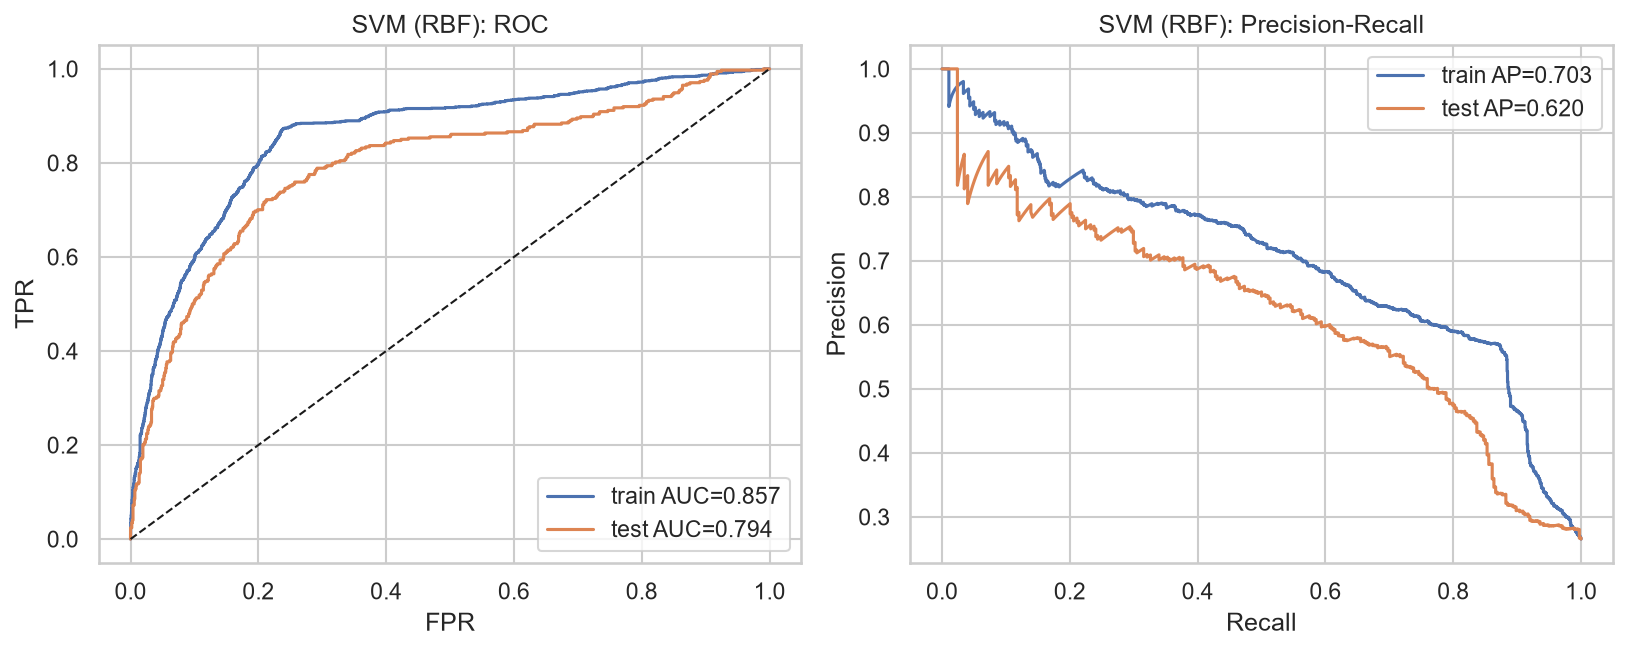 SVM (RBF): ROC
1.0
0.8
0.6
0.4
0.2
0.0
TPR
train AUC=0.857
test AUC=0.794
0.0 0.2 0.4 0.6 0.8 1.0
FPR
SVM (RBF): Precision-Recall
1.0
0.9
0.8
0.7
0.6
0.5
0.4
0.3
Precision
train AP=0.703
test AP=0.620
0.0 0.2 0.4 0.6 0.8 1.0
Recall